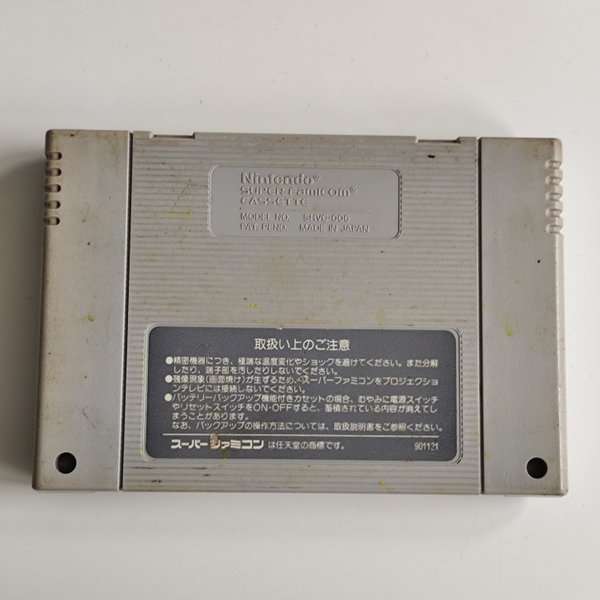 Nintendo®
SUPER Famicom®
CASSETTE
MODEL NO. SHVC-006
PAT. PEND. MADE IN JAPAN
取扱い上のご注意
●精密機器につき、極端な温度変化やショックを避けてください。また分解
したり、端子部を汚したりしないでください。
●残像現象(画面焼け)が生ずるため、スーパーファミコンをプロジェクショ
ンテレビには接続しないでください。
●バッテリーバックアップ機能付きカセットの場合、むやみに電源スイッチ
やリセットスイッチをON・OFFすると、蓄積されている内容が消えてし
まうことがあります。
なお、バックアップの操作方法については、取扱説明書をご参照ください。
スーパーファミコン は任天堂の商標です。 901121